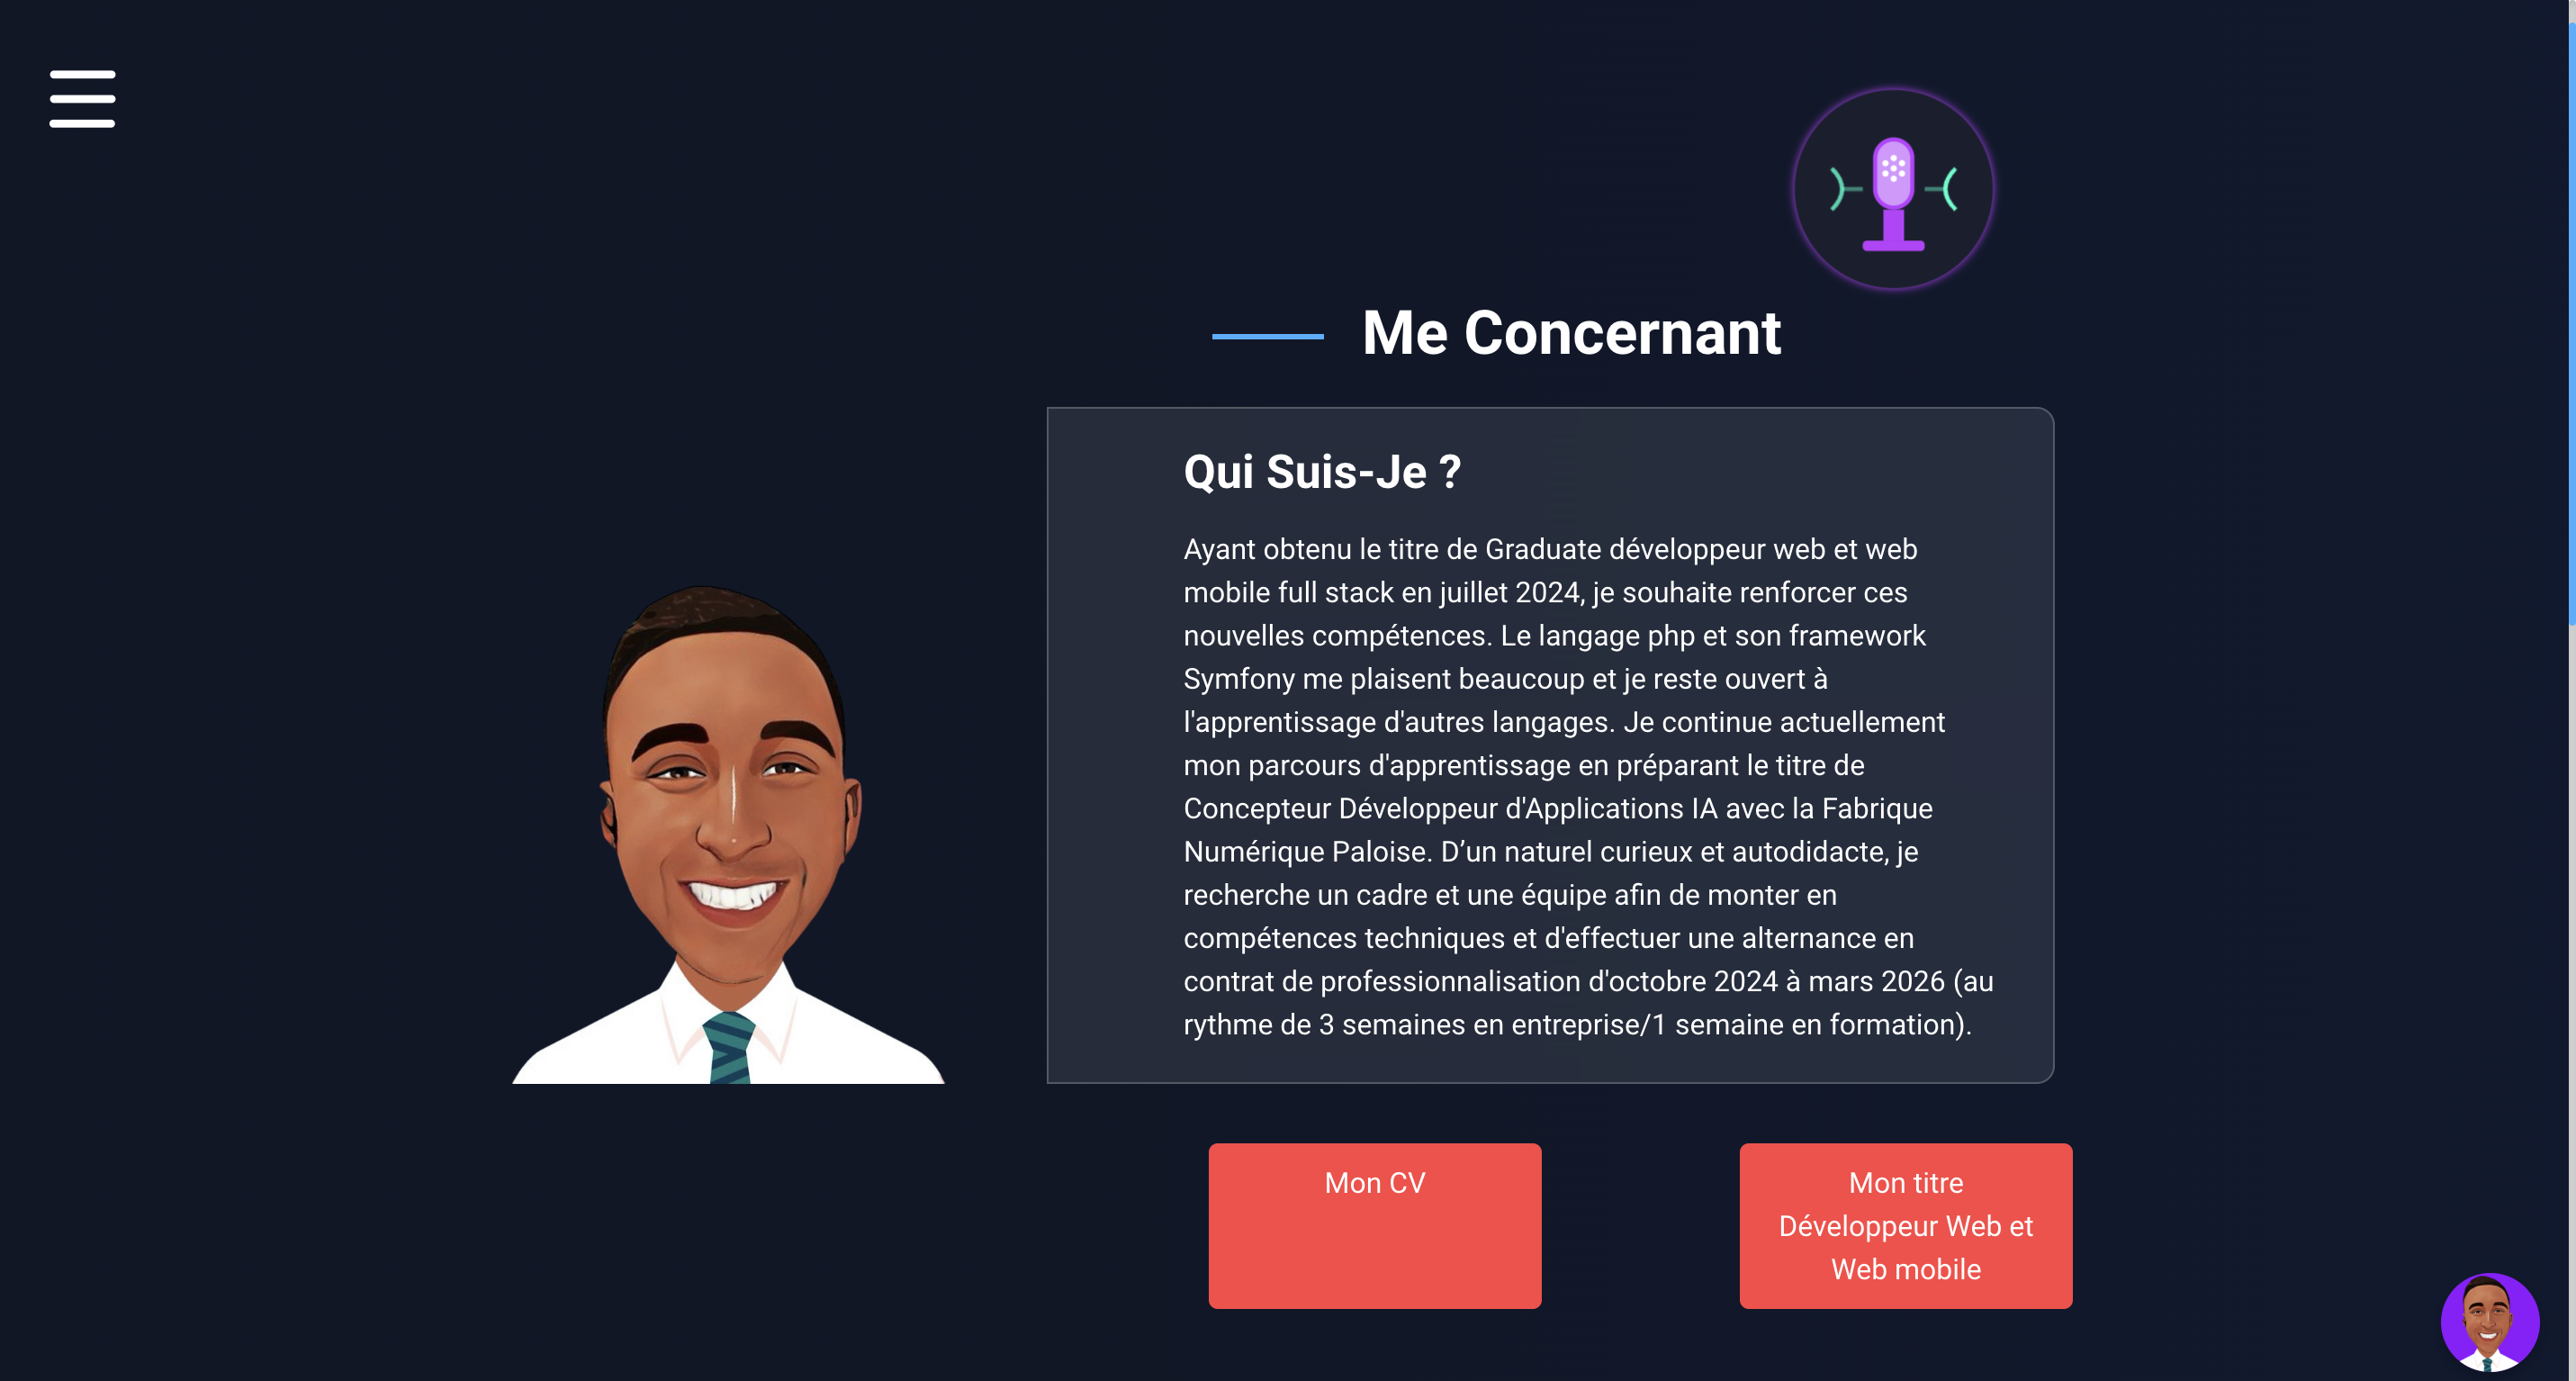 Me Concernant
Qui Suis-Je ?
Ayant obtenu le titre de Graduate développeur web et web
mobile full stack en juillet 2024, je souhaite renforcer ces
nouvelles compétences. Le langage php et son framework
Symfony me plaisent beaucoup et je reste ouvert à
l'apprentissage d'autres langages. Je continue actuellement
mon parcours d'apprentissage en préparant le titre de
Concepteur Développeur d'Applications IA avec la Fabrique
Numérique Paloise. D’un naturel curieux et autodidacte, je
recherche un cadre et une équipe afin de monter en
compétences techniques et d'effectuer une alternance en
contrat de professionnalisation d'octobre 2024 à mars 2026 (au
rythme de 3 semaines en entreprise/1 semaine en formation).
Mon CV
Mon titre
Développeur Web et
Web mobile